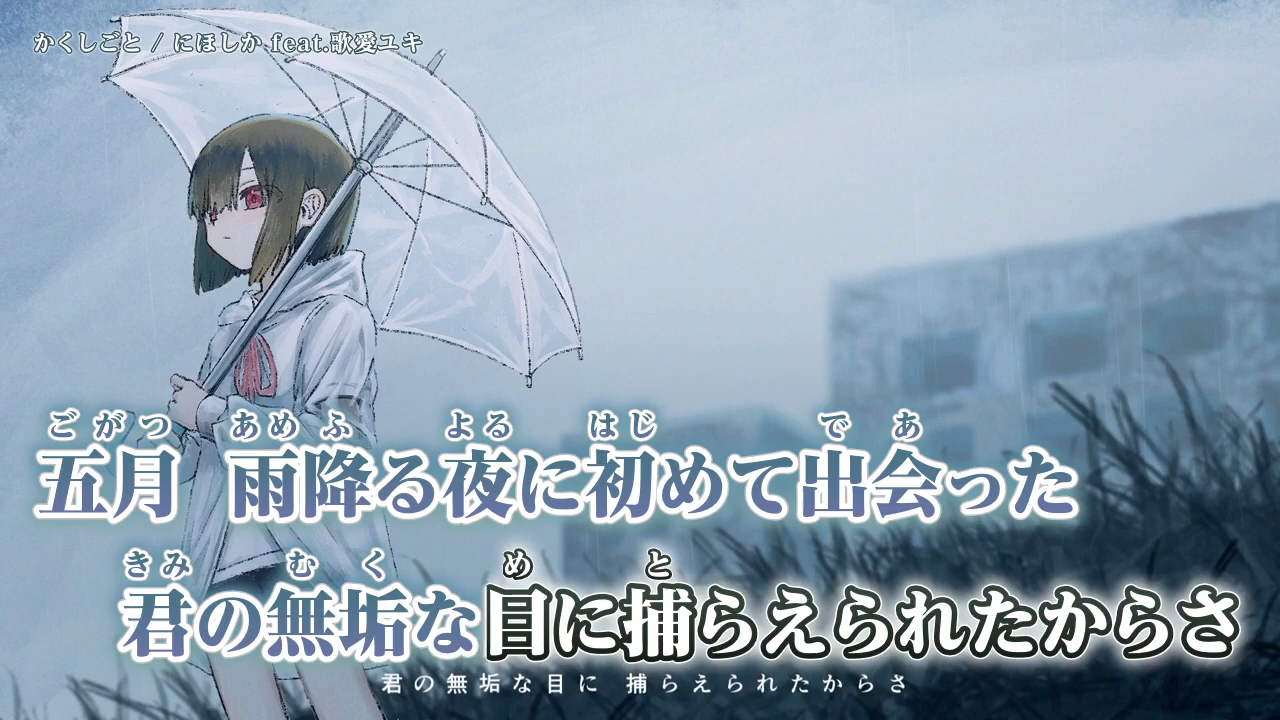 かくしごと / にほしか feat.歌愛ユキ
ごがつ あめふ よる はじ であ
五月 雨降る夜に初めて出会った
きみ むく め と
君の無垢な目に捕らえられたからさ
君の無垢な目に 捕らえられたからさ